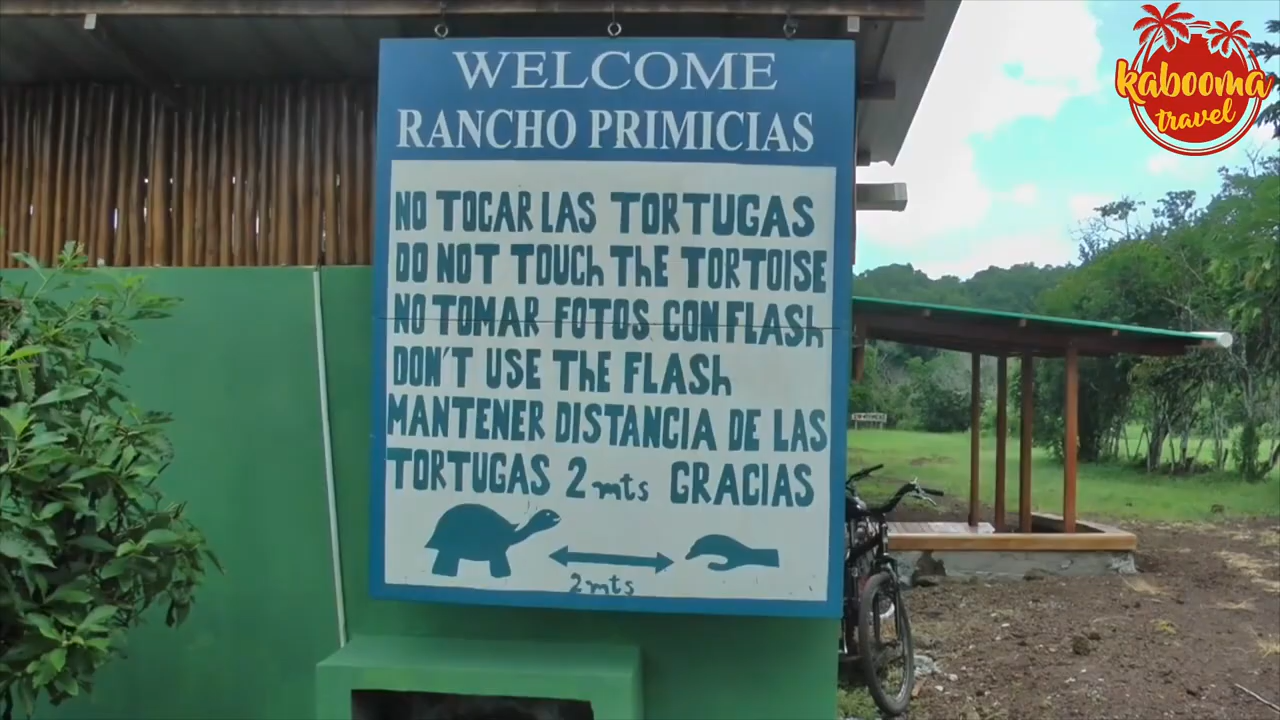 WELCOME
RANCHO PRIMICIAS
NO TOCAR LAS TORTUGAS
DO NOT TOUCh ThE TORTOISE
NO TOMAR FOTOS CON FLASh
DON'T USE ThE FLASh
MANTENER DISTANCIA DE LAS
TORTUGAS 2 mts GRACIAS
2 mts
kabooma
travel